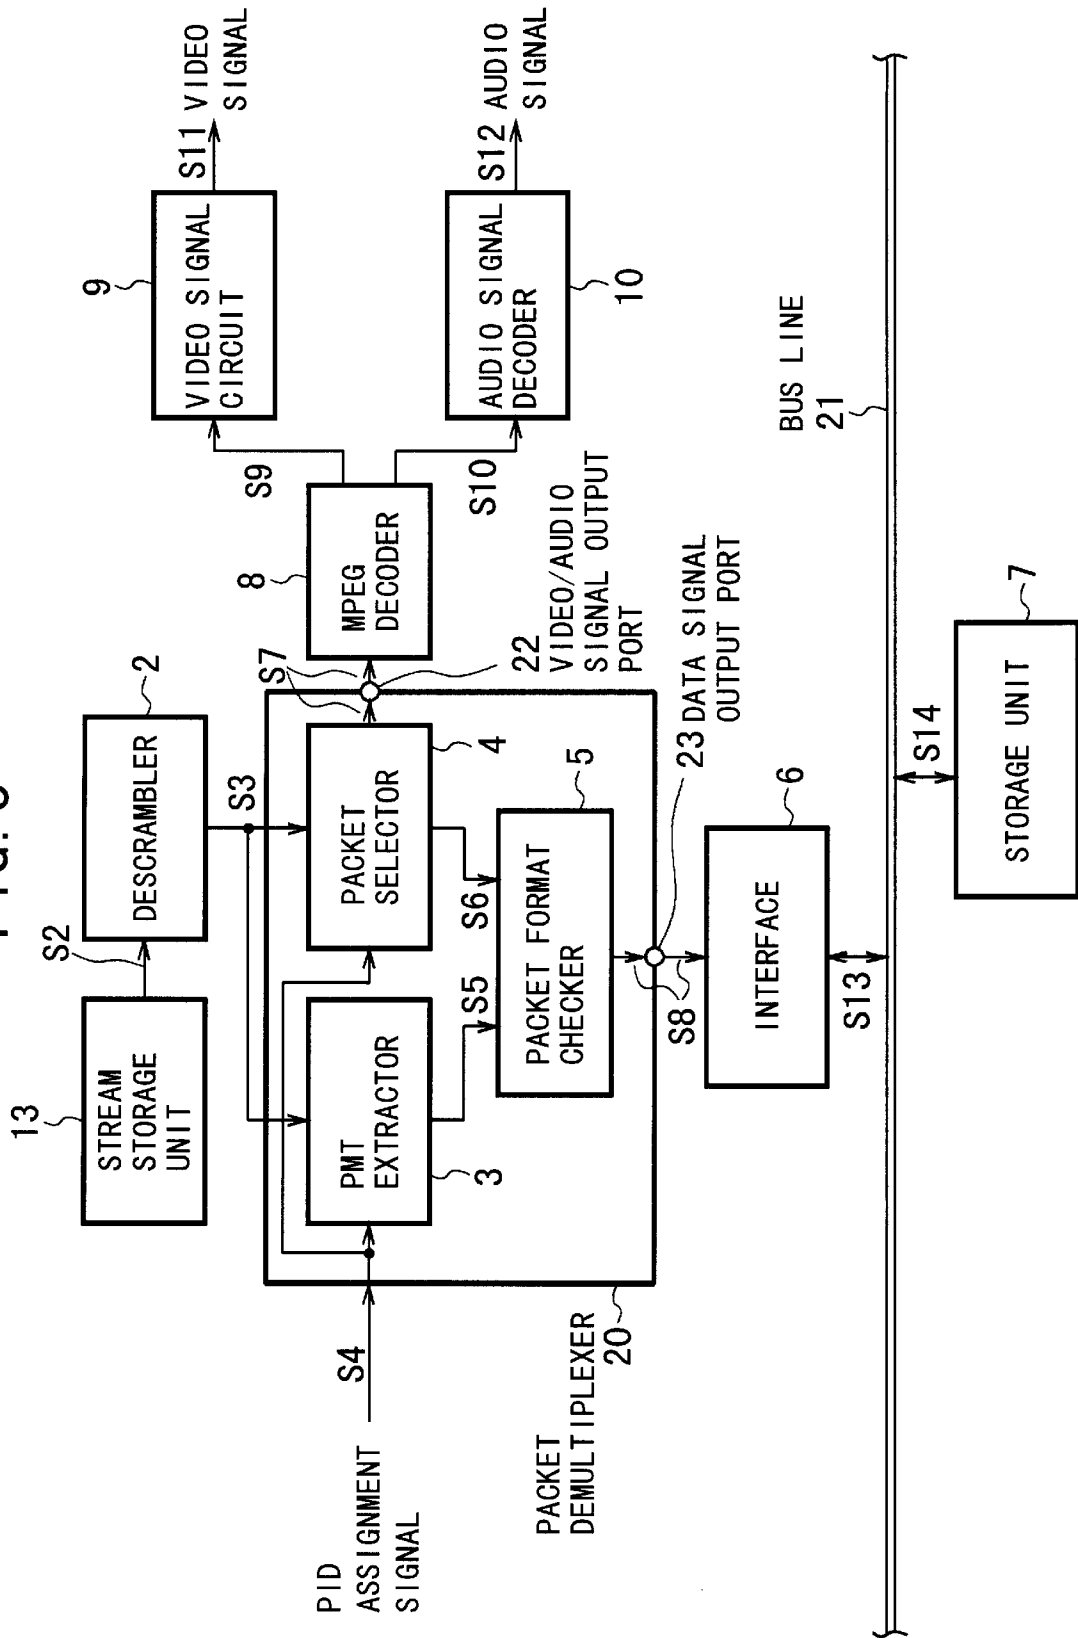 13
STREAM
STORAGE
UNIT
S2
2
DESCRAMBLER
S3
PID
ASSIGNMENT
SIGNAL
S4
PMT
EXTRACTOR
3
PACKET
SELECTOR
4
S5
S6
PACKET FORMAT
CHECKER
5
PACKET
DEMULTIPLEXER
20
S7
22
VIDEO/AUDIO
SIGNAL OUTPUT
PORT
23
DATA SIGNAL
OUTPUT PORT
S8
8
MPEG
DECODER
S9
S10
9
VIDEO SIGNAL
CIRCUIT
S11
VIDEO
SIGNAL
AUDIO SIGNAL
DECODER
10
S12
AUDIO
SIGNAL
INTERFACE
6
S13
BUS LINE
21
S14
STORAGE UNIT
7